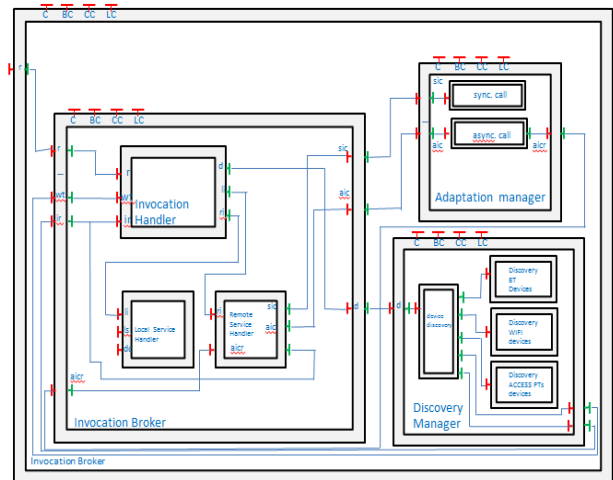 C BC CC LC
r
C BC CC LC
sic
sync. call
async. call
aic
aicr
Adaptation manager
C BC CC LC
r
wt
ir
r
wt
ir
d
li
ri
Invocation
Handler
sic
aic
d
aicr
Local Service
Handler
ri
Remote
Service
Handler
sic
aic
aicr
Invocation Broker
C BC CC LC
d
device
discovery
Discovery
BT
Devices
Discovery
WIFI
devices
Discovery
ACCESS PTs
devices
Discovery
Manager
Invocation Broker